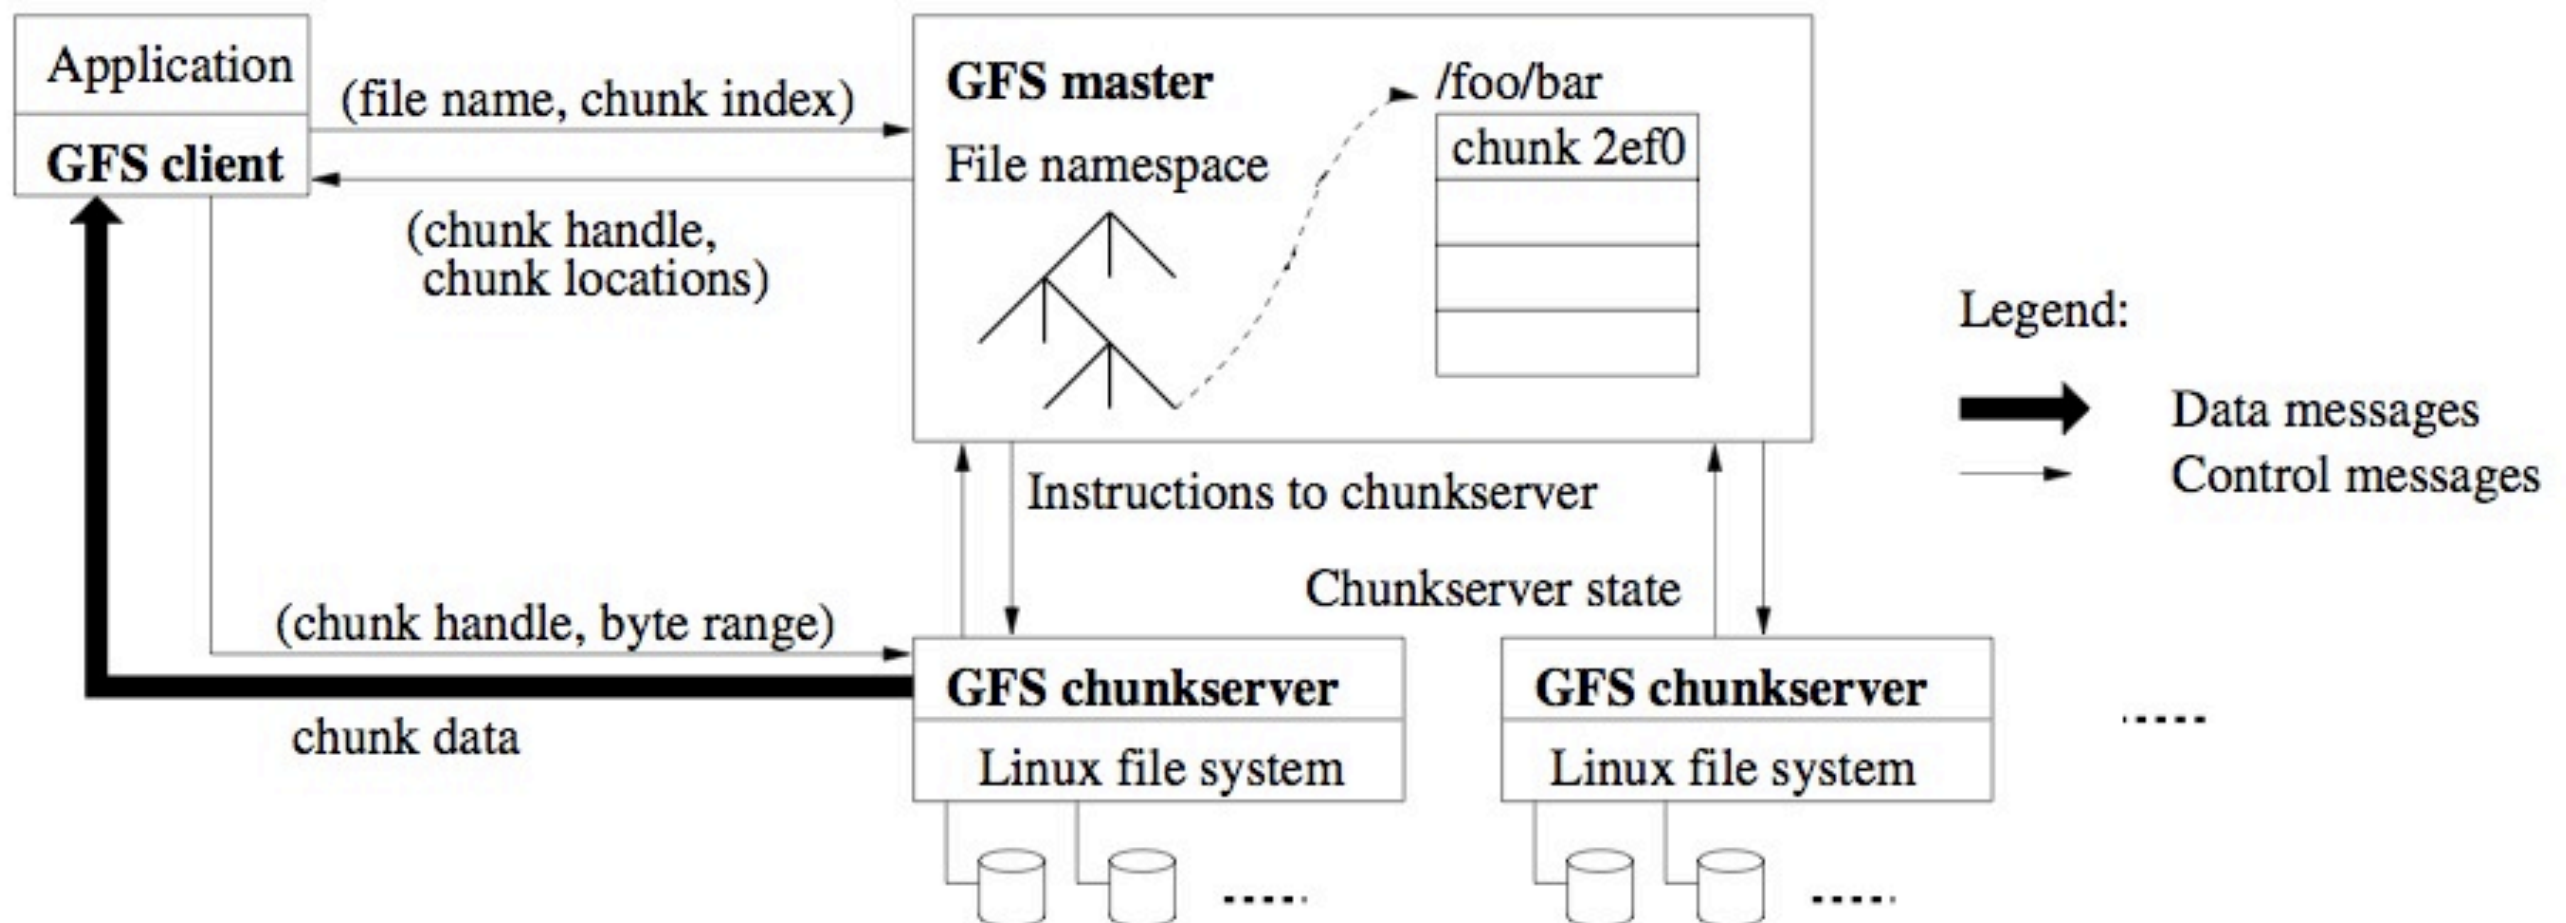 Application
GFS client
(file name, chunk index)
(chunk handle,
chunk locations)
GFS master
File namespace
/foo/bar
chunk 2ef0
Legend:
Data messages
Control messages
Instructions to chunkserver
Chunkserver state
(chunk handle, byte range)
chunk data
GFS chunkserver
Linux file system
GFS chunkserver
Linux file system